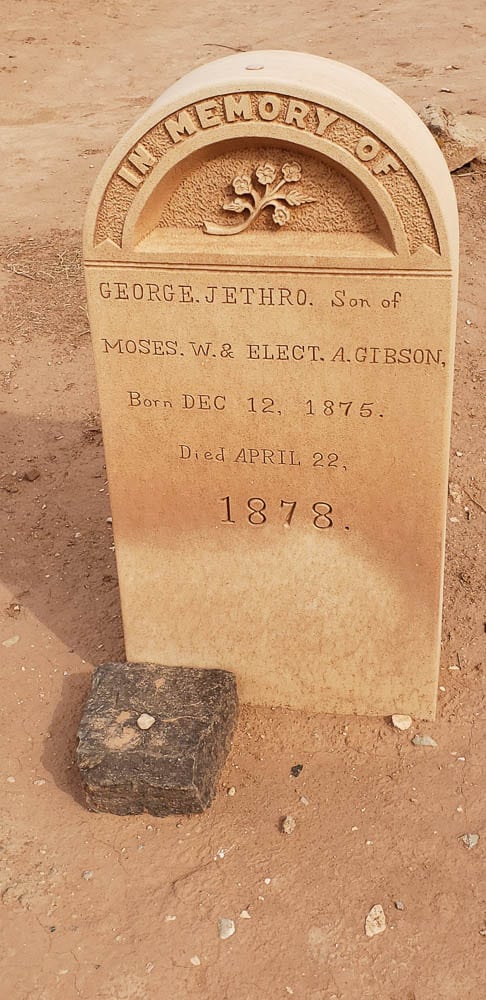 IN MEMORY OF
GEORGE. JETHRO. Son of
MOSES. W. & ELECT. A. GIBSON,
Born DEC 12, 1875.
Died APRIL 22,
1878.